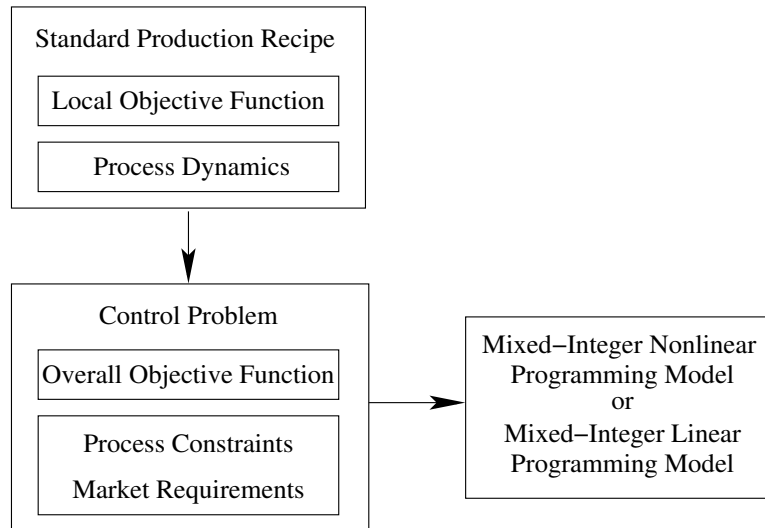 Standard Production Recipe
Local Objective Function
Process Dynamics
Control Problem
Overall Objective Function
Process Constraints
Market Requirements
Mixed−Integer Nonlinear
Programming Model
or
Mixed−Integer Linear
Programming Model